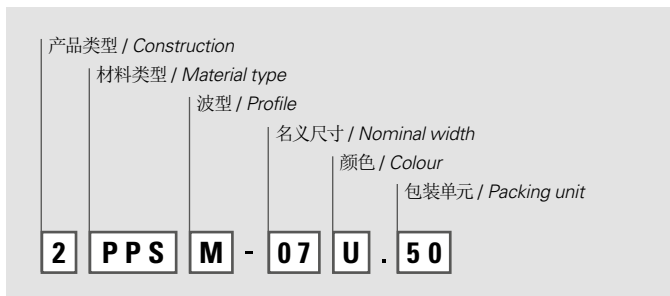 产品类型 / Construction
材料类型 / Material type
波型 / Profile
名义尺寸 / Nominal width
颜色 / Colour
包装单元 / Packing unit
2 PPS M - 07 U . 50